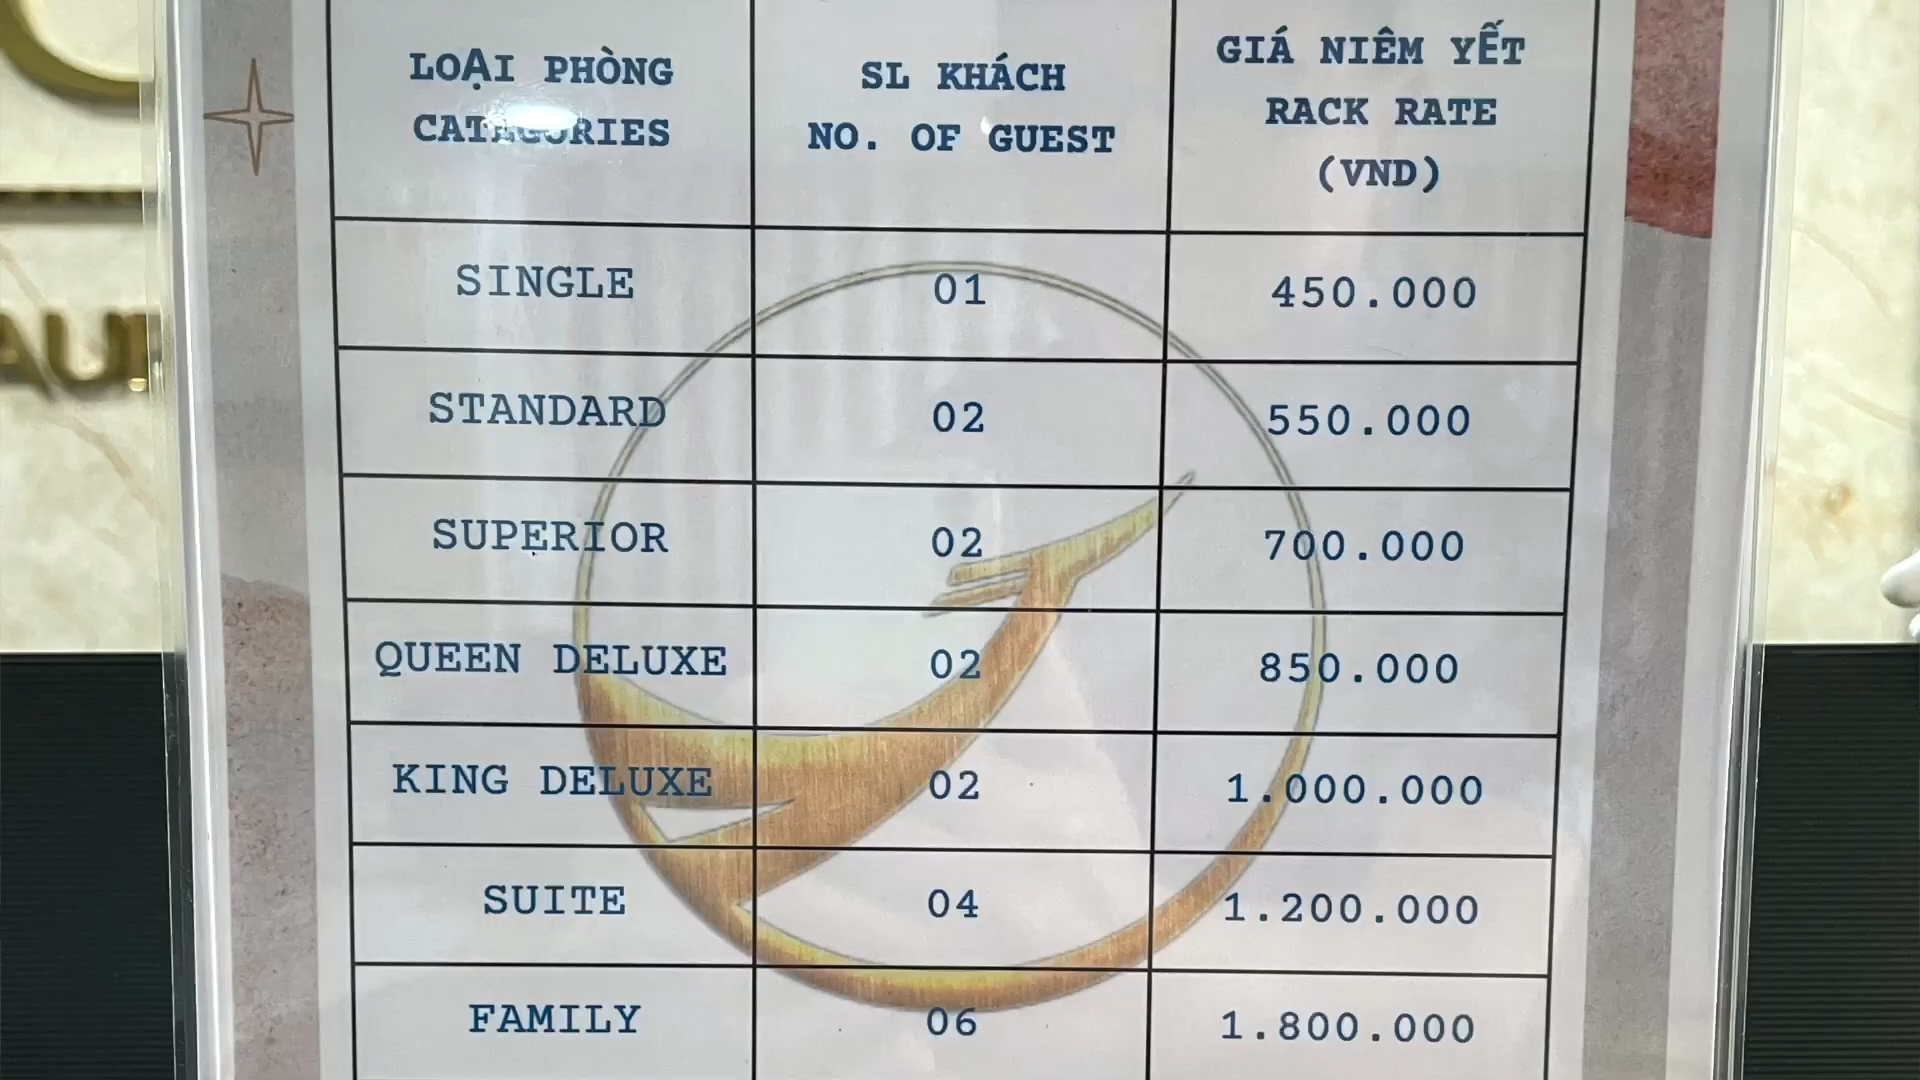 LOẠI PHÒNG
CATEGORIES
SL KHÁCH
NO. OF GUEST
GIÁ NIÊM YẾT
RACK RATE
(VND)
SINGLE 01 450.000
STANDARD 02 550.000
SUPERIOR 02 700.000
QUEEN DELUXE 02 850.000
KING DELUXE 02 1.000.000
SUITE 04 1.200.000
FAMILY 06 1.800.000